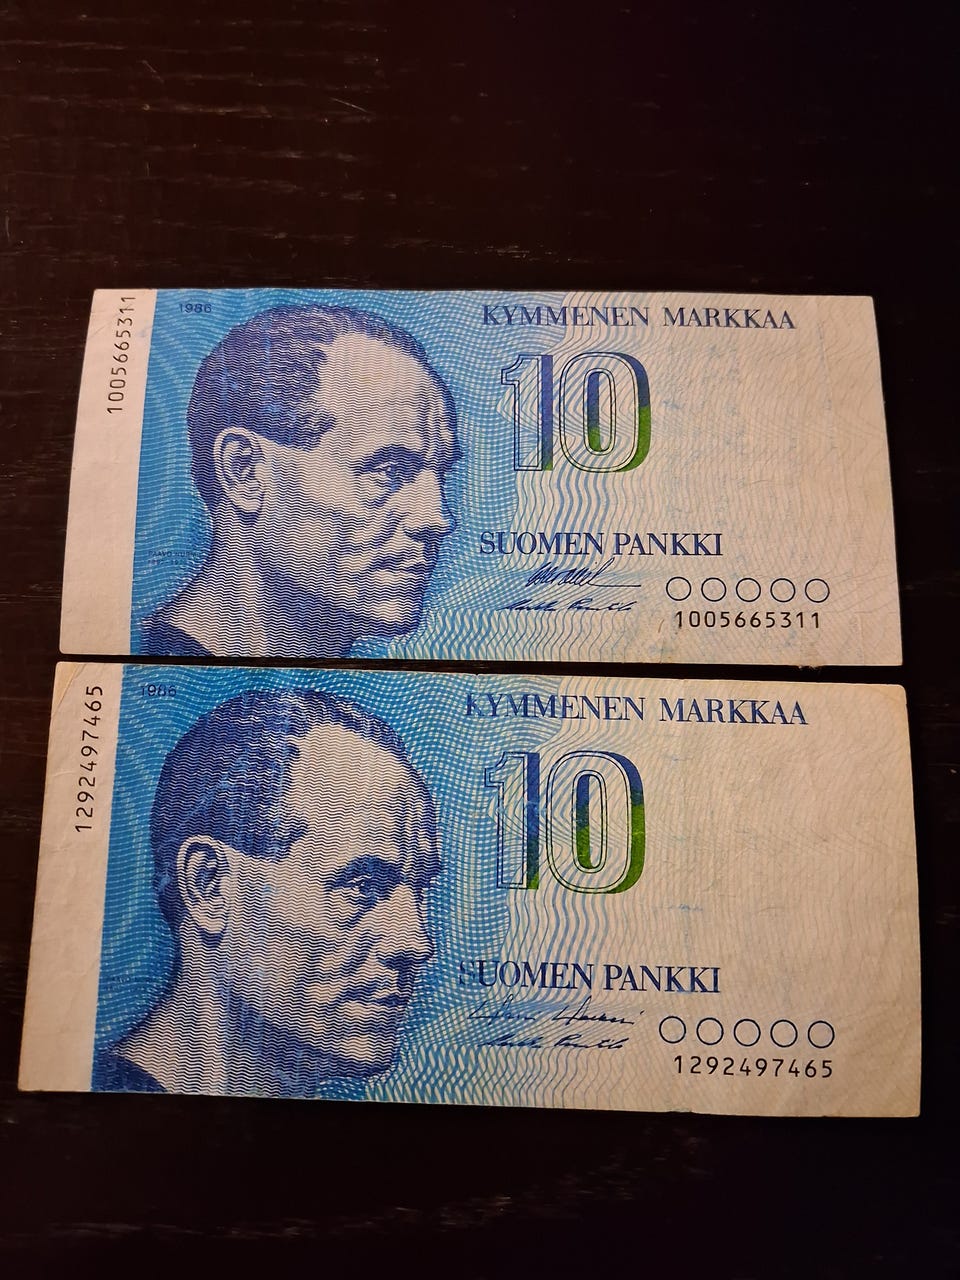 1005665311
1986
KYMMENEN MARKKAA
10
SUOMEN PANKKI
1005665311
1292497465
1986
KYMMENEN MARKKAA
10
SUOMEN PANKKI
1292497465